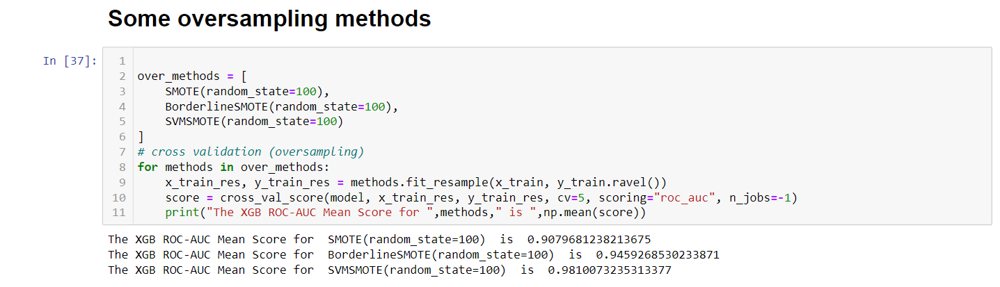 Some oversampling methods
In [37]:
1
2 over_methods = [
3     SMOTE(random_state=100),
4     BorderlineSMOTE(random_state=100),
5     SVMSMOTE(random_state=100)
6 ]
7 # cross validation (oversampling)
8 for methods in over_methods:
9     x_train_res, y_train_res = methods.fit_resample(x_train, y_train.ravel())
10     score = cross_val_score(model, x_train_res, y_train_res, cv=5, scoring="roc_auc", n_jobs=-1)
11     print("The XGB ROC-AUC Mean Score for ",methods," is ",np.mean(score))
The XGB ROC-AUC Mean Score for  SMOTE(random_state=100)  is  0.9079681238213675
The XGB ROC-AUC Mean Score for  BorderlineSMOTE(random_state=100)  is  0.9459268530233871
The XGB ROC-AUC Mean Score for  SVMSMOTE(random_state=100)  is  0.9810073235313377